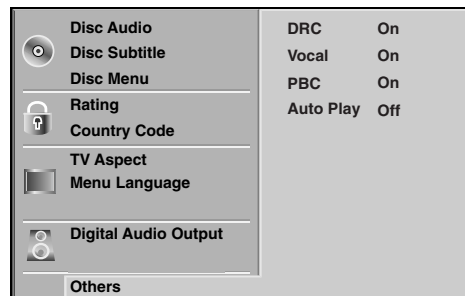 Disc Audio
Disc Subtitle
Disc Menu
Rating
Country Code
TV Aspect
Menu Language
Digital Audio Output
Others
DRC On
Vocal On
PBC On
Auto Play Off